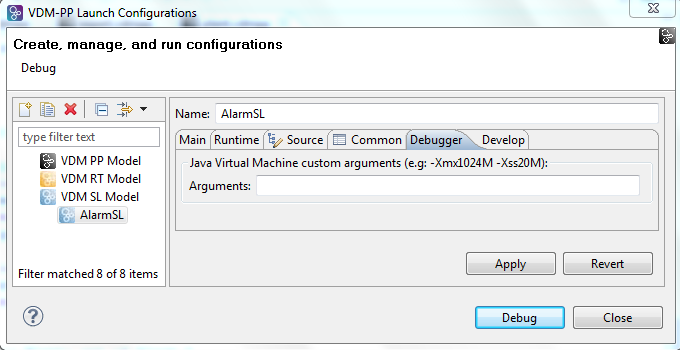 VDM-PP Launch Configurations
Create, manage, and run configurations
Debug
Name: AlarmSL
type filter text
Main Runtime Source Common Debugger Develop
VDM PP Model
Java Virtual Machine custom arguments (e.g: -Xmx1024M -Xss20M):
VDM RT Model
Arguments:
VDM SL Model
AlarmSL
Filter matched 8 of 8 items
Apply Revert
? Debug Close